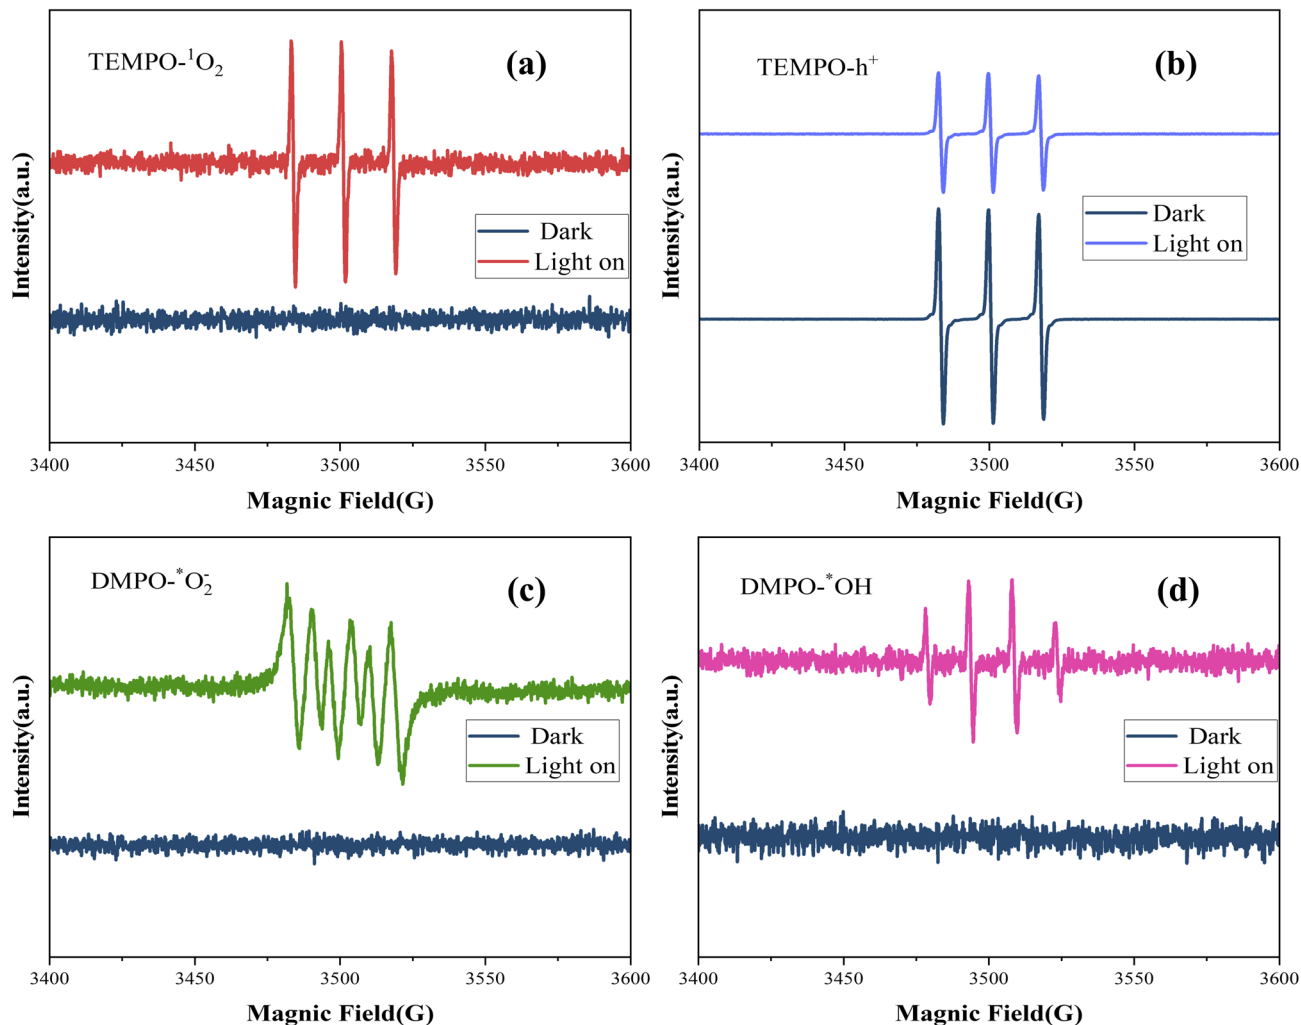 TEMPO-¹O₂
(a)
Intensity(a.u.)
Dark
Light on
3400 3450 3500 3550 3600
Magnic Field(G)
TEMPO-h⁺
(b)
Intensity(a.u.)
Dark
Light on
3400 3450 3500 3550 3600
Magnic Field(G)
DMPO-*O₂⁻
(c)
Intensity(a.u.)
Dark
Light on
3400 3450 3500 3550 3600
Magnic Field(G)
DMPO-*OH
(d)
Intensity(a.u.)
Dark
Light on
3400 3450 3500 3550 3600
Magnic Field(G)